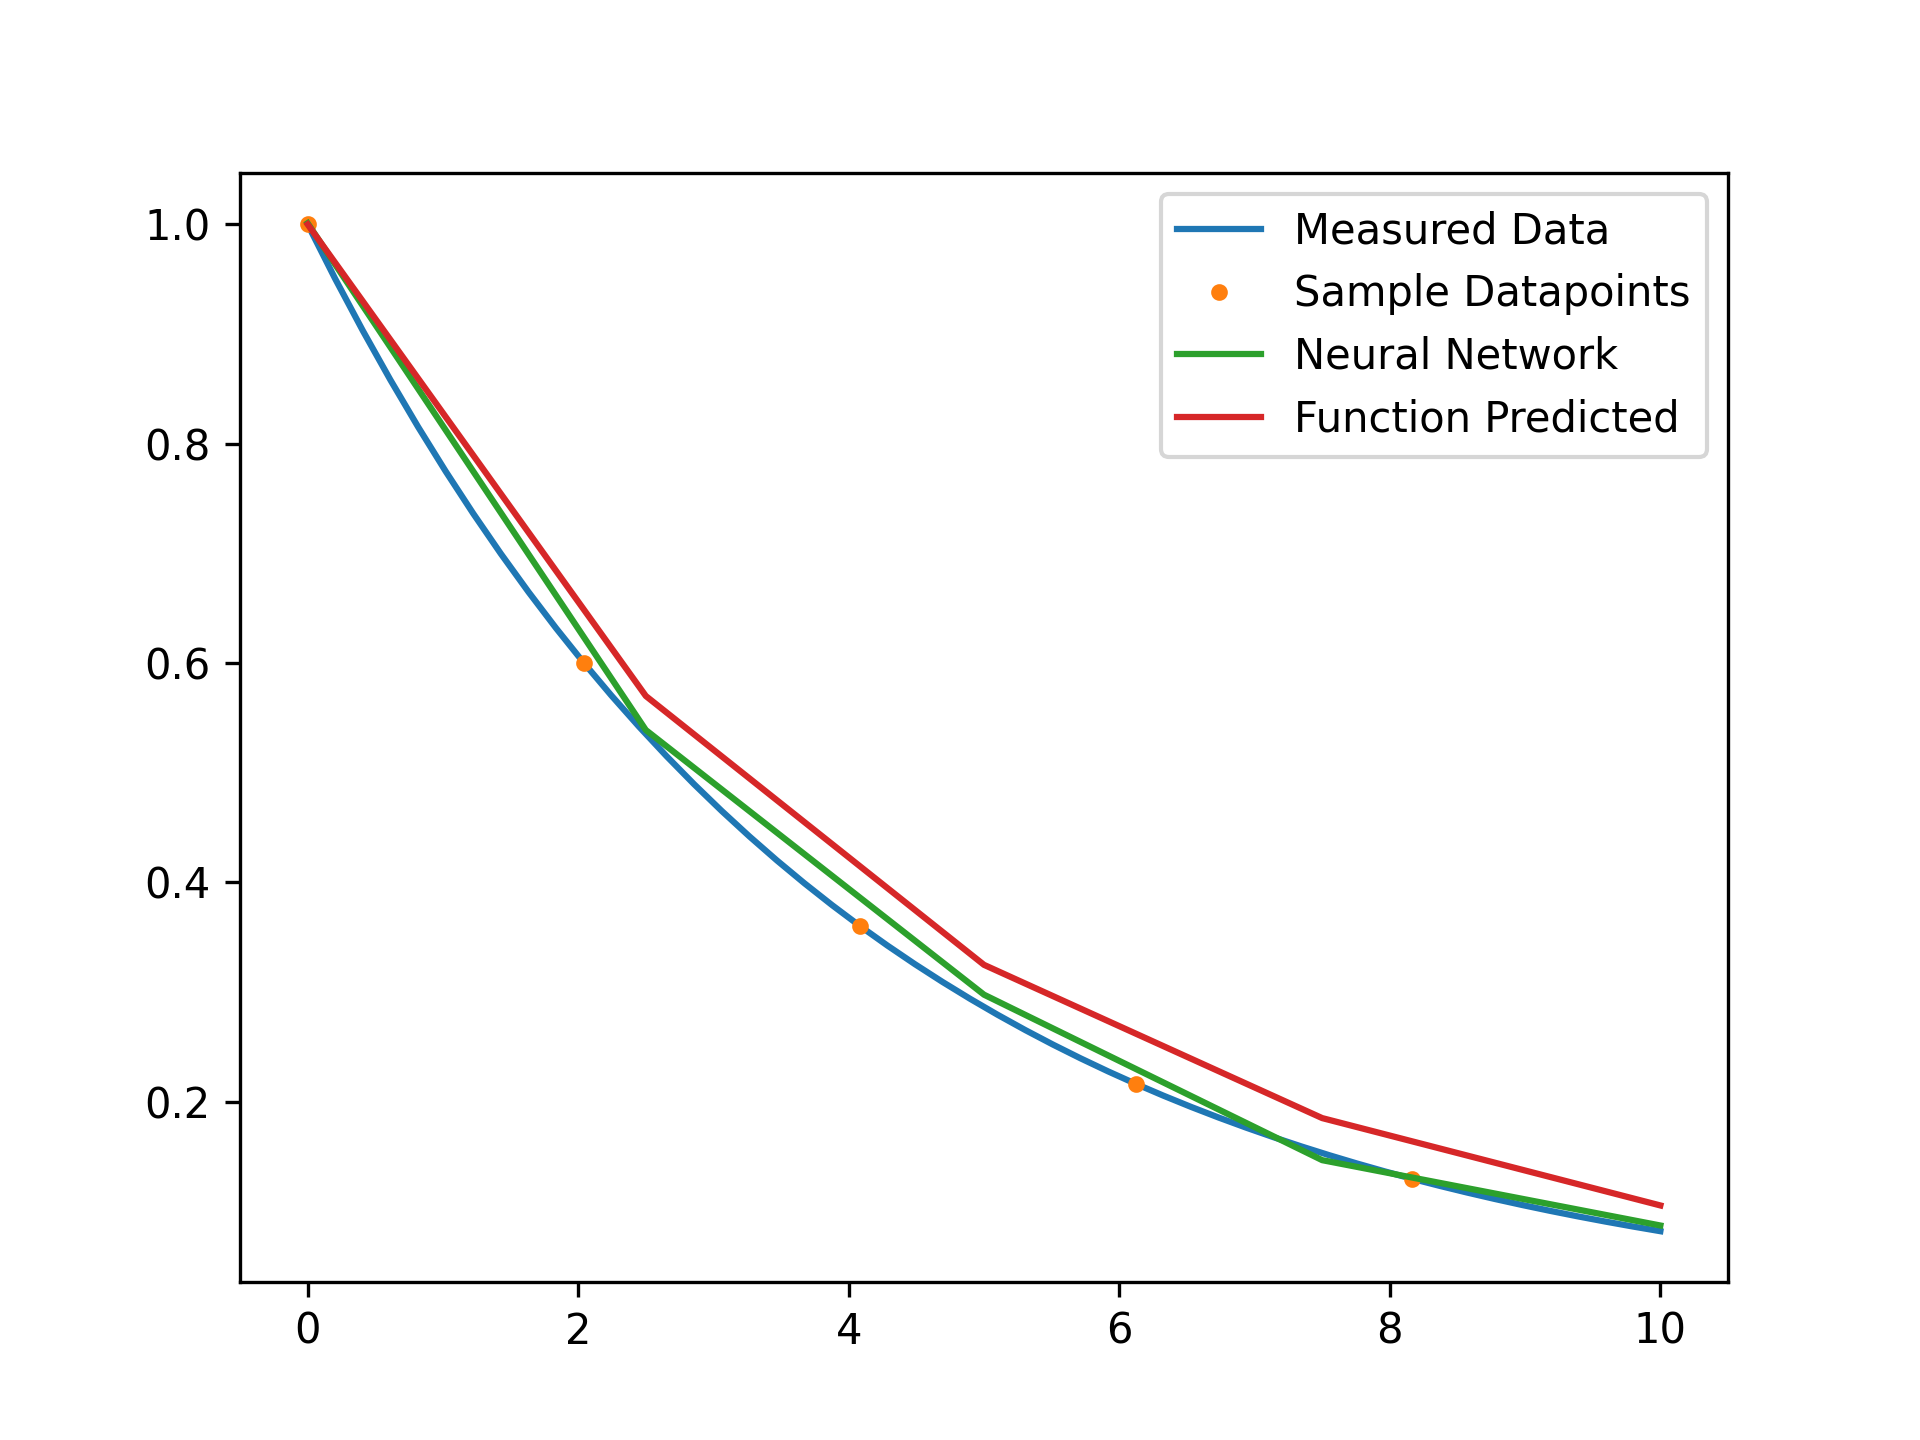 1.0
0.8
0.6
0.4
0.2
0 2 4 6 8 10
Measured Data
Sample Datapoints
Neural Network
Function Predicted